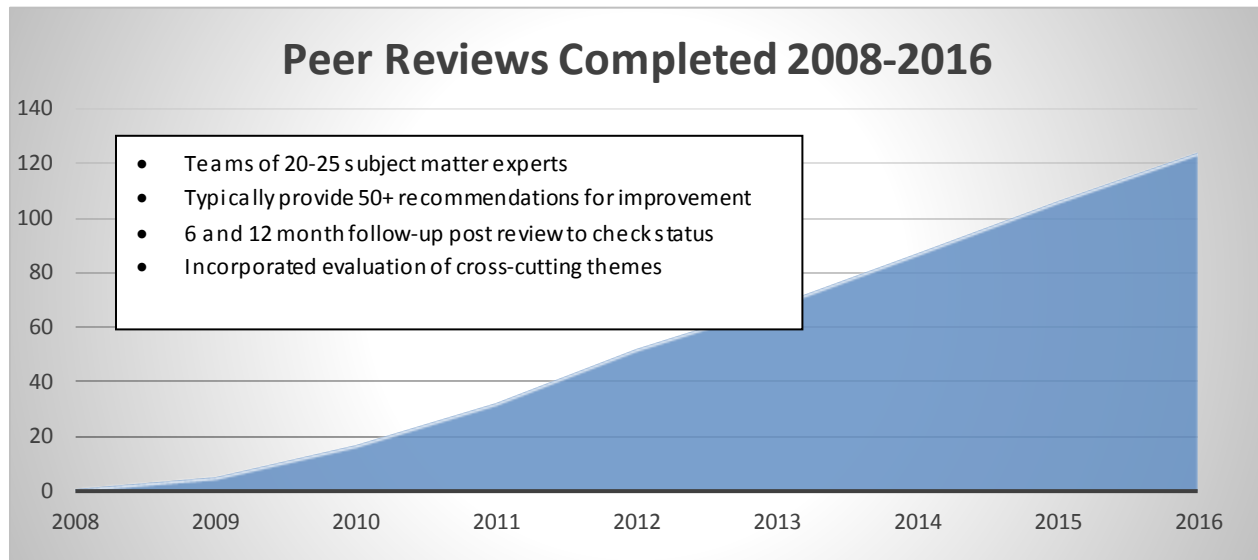 Peer Reviews Completed 2008-2016
140
120
100
80
60
40
20
0
• Teams of 20-25 subject matter experts
• Typically provide 50+ recommendations for improvement
• 6 and 12 month follow-up post review to check status
• Incorporated evaluation of cross-cutting themes
2008 2009 2010 2011 2012 2013 2014 2015 2016